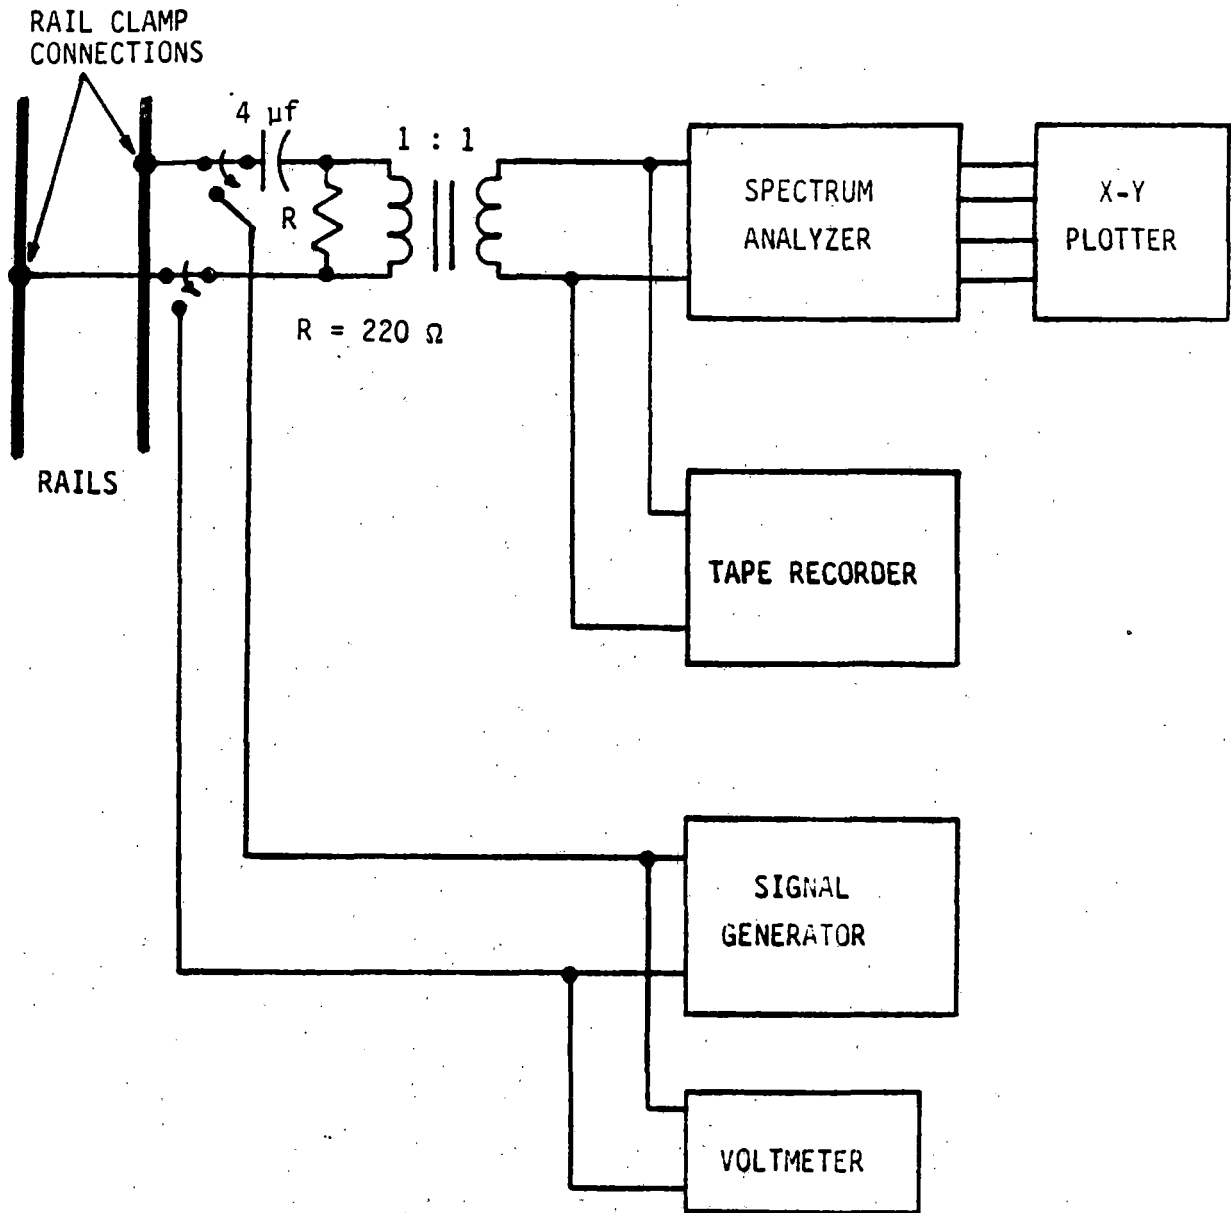 RAIL CLAMP
CONNECTIONS
4 µf
1 : 1
R
R = 220 Ω
RAILS
SPECTRUM
ANALYZER
X-Y
PLOTTER
TAPE RECORDER
SIGNAL
GENERATOR
VOLTMETER